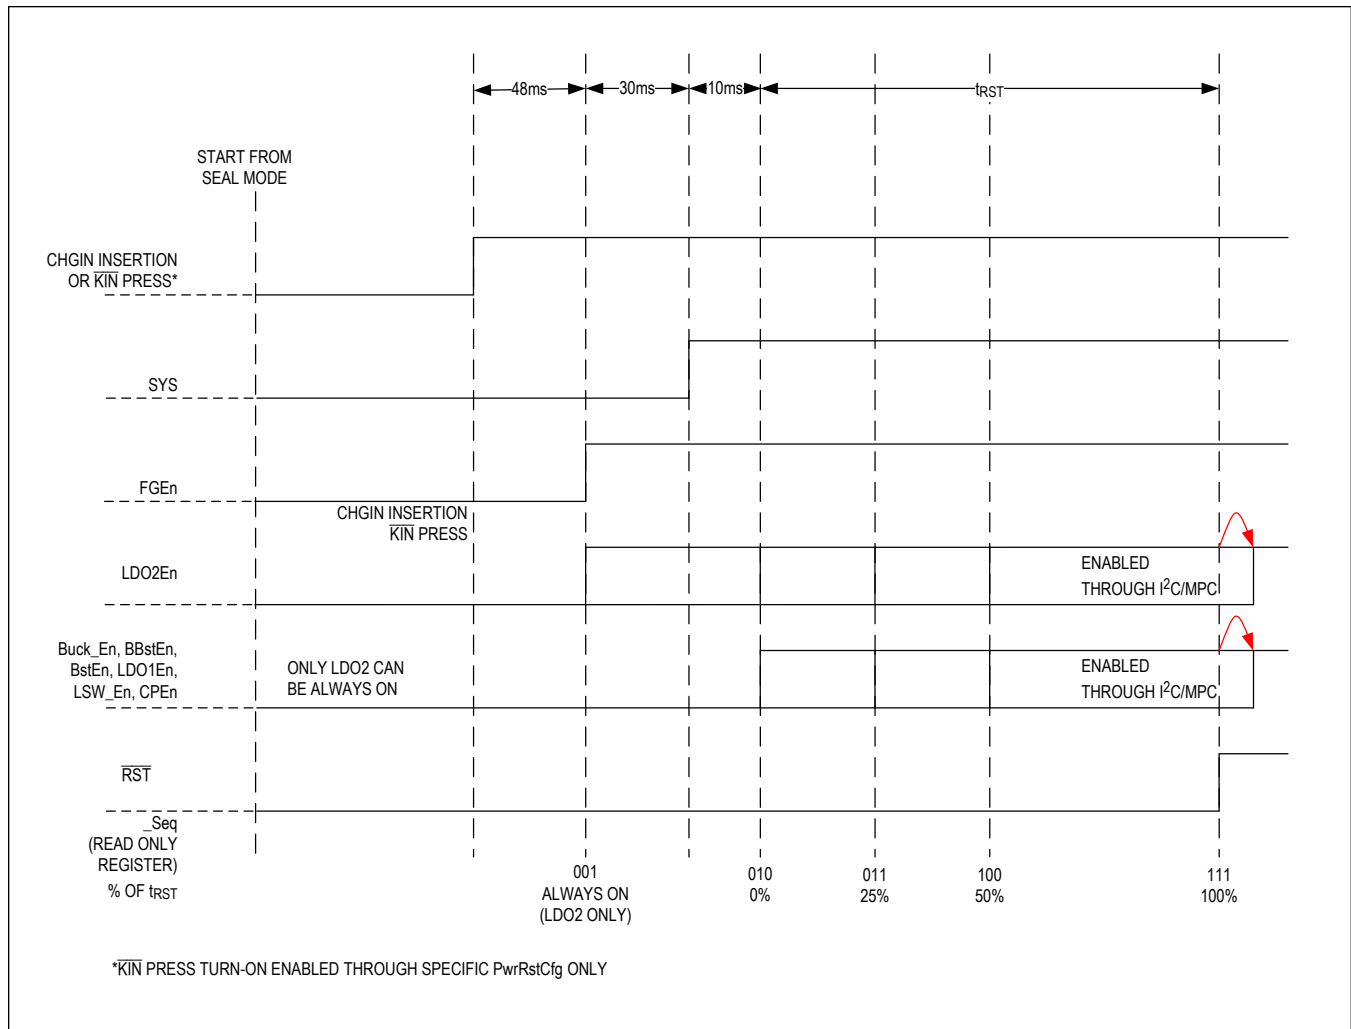 48ms
30ms
10ms
tRST
START FROM
SEAL MODE
CHGIN INSERTION
OR KIN PRESS*
SYS
FGEn
CHGIN INSERTION
KIN PRESS
LDO2En
ENABLED
THROUGH I2C/MPC
Buck_En, BBstEn,
BstEn, LDO1En,
LSW_En, CPEn
ONLY LDO2 CAN
BE ALWAYS ON
ENABLED
THROUGH I2C/MPC
RST
_Seq
(READ ONLY
REGISTER)
% OF tRST
001
ALWAYS ON
(LDO2 ONLY)
010
0%
011
25%
100
50%
111
100%
*KIN PRESS TURN-ON ENABLED THROUGH SPECIFIC PwrRstCfg ONLY